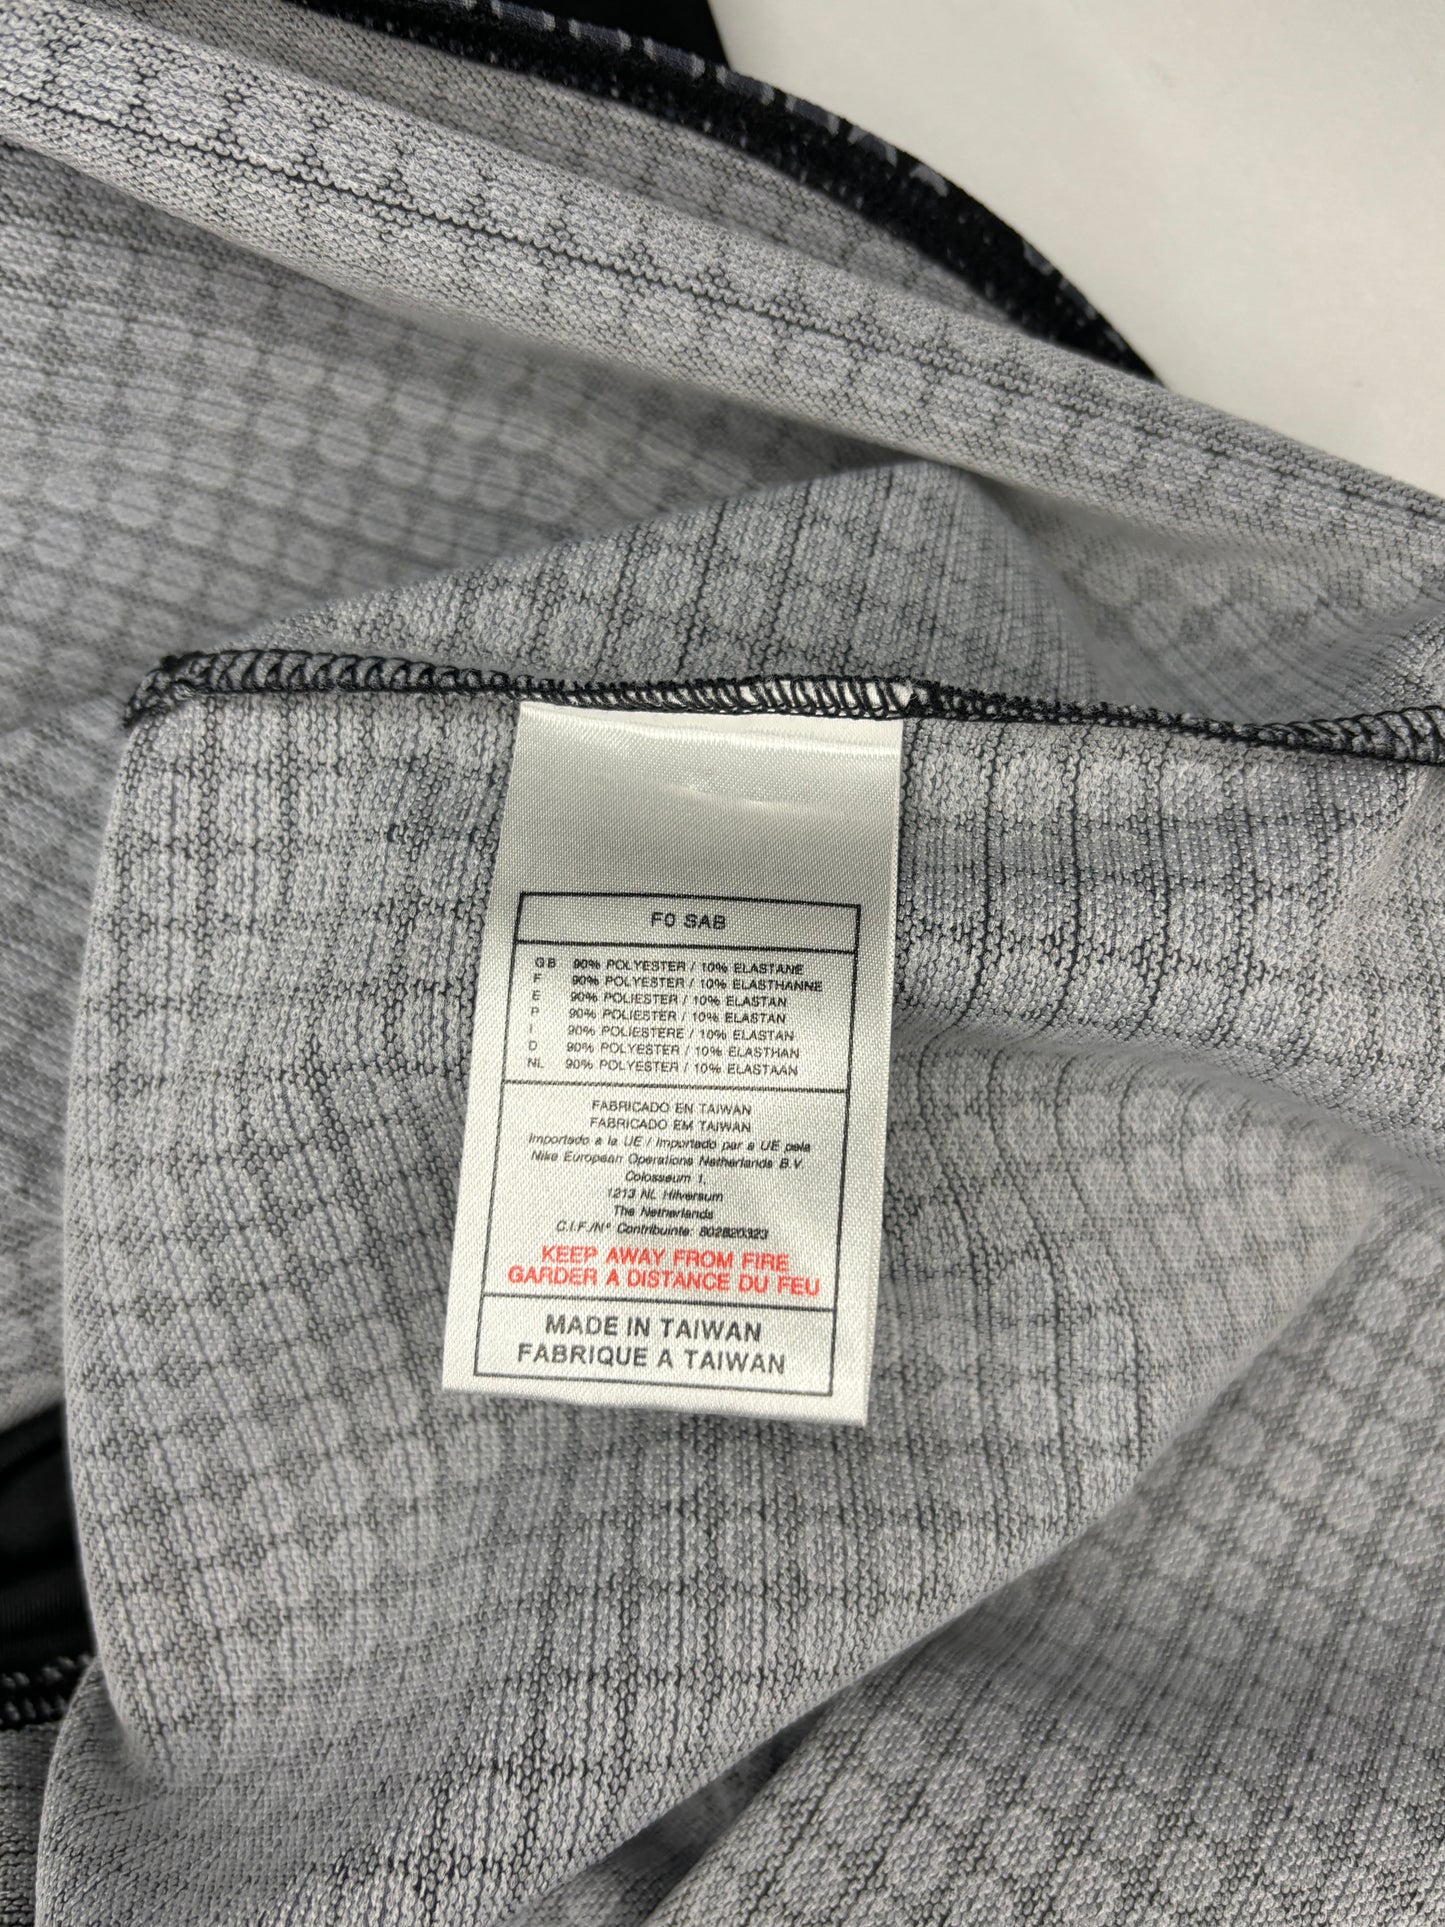 F0 SAB
GB 90% POLYESTER / 10% ELASTANE
F 90% POLYESTER / 10% ELASTHANNE
E 90% POLIESTER / 10% ELASTAN
P 90% POLIESTER / 10% ELASTAN
I 90% POLIESTERE / 10% ELASTAN
D 90% POLYESTER / 10% ELASTHAN
NL 90% POLYESTER / 10% ELASTAAN
FABRICADO EN TAIWAN
FABRICADO EM TAIWAN
Importado a la UE / Importado par a UE pela
Nike European Operations Netherlands B.V.
Colosseum 1,
1213 NL Hilversum
The Netherlands
C.I.F./Nº Contribuinte: 802820323
KEEP AWAY FROM FIRE
GARDER A DISTANCE DU FEU
MADE IN TAIWAN
FABRIQUE A TAIWAN